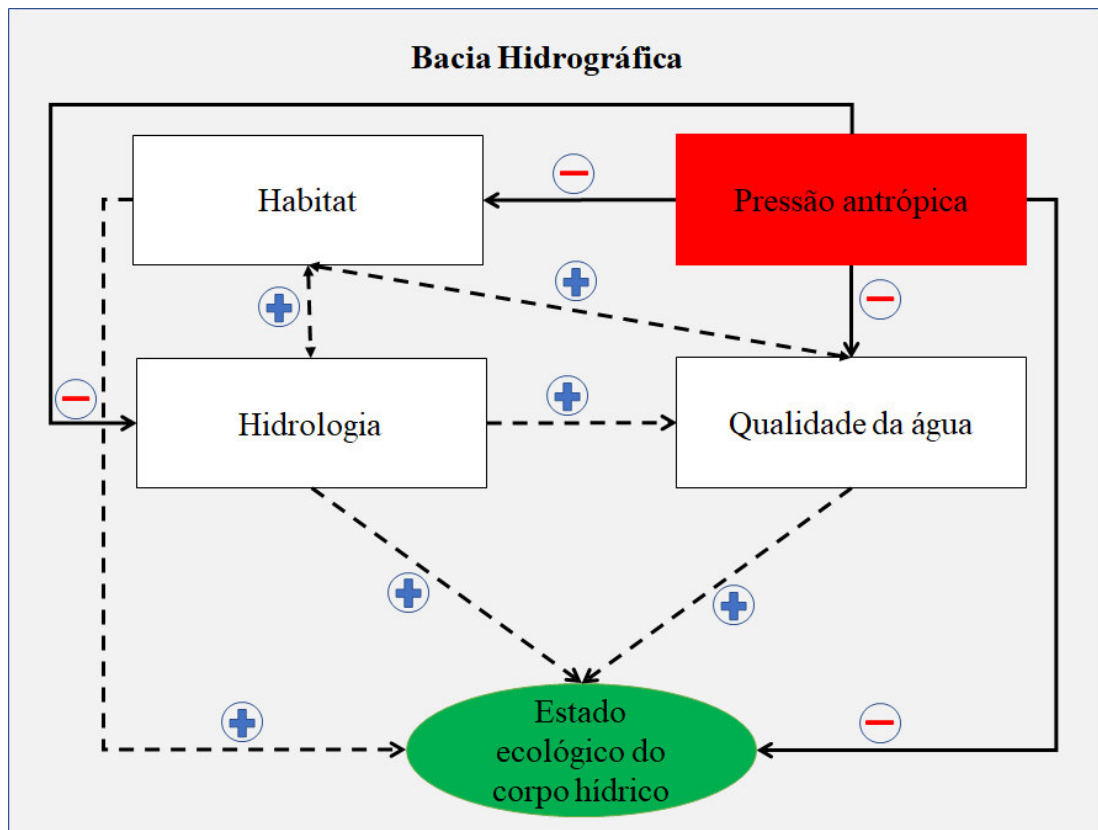 Bacia Hidrográfica
Habitat
Pressão antrópica
Hidrologia
Qualidade da água
Estado
ecológico do
corpo hídrico